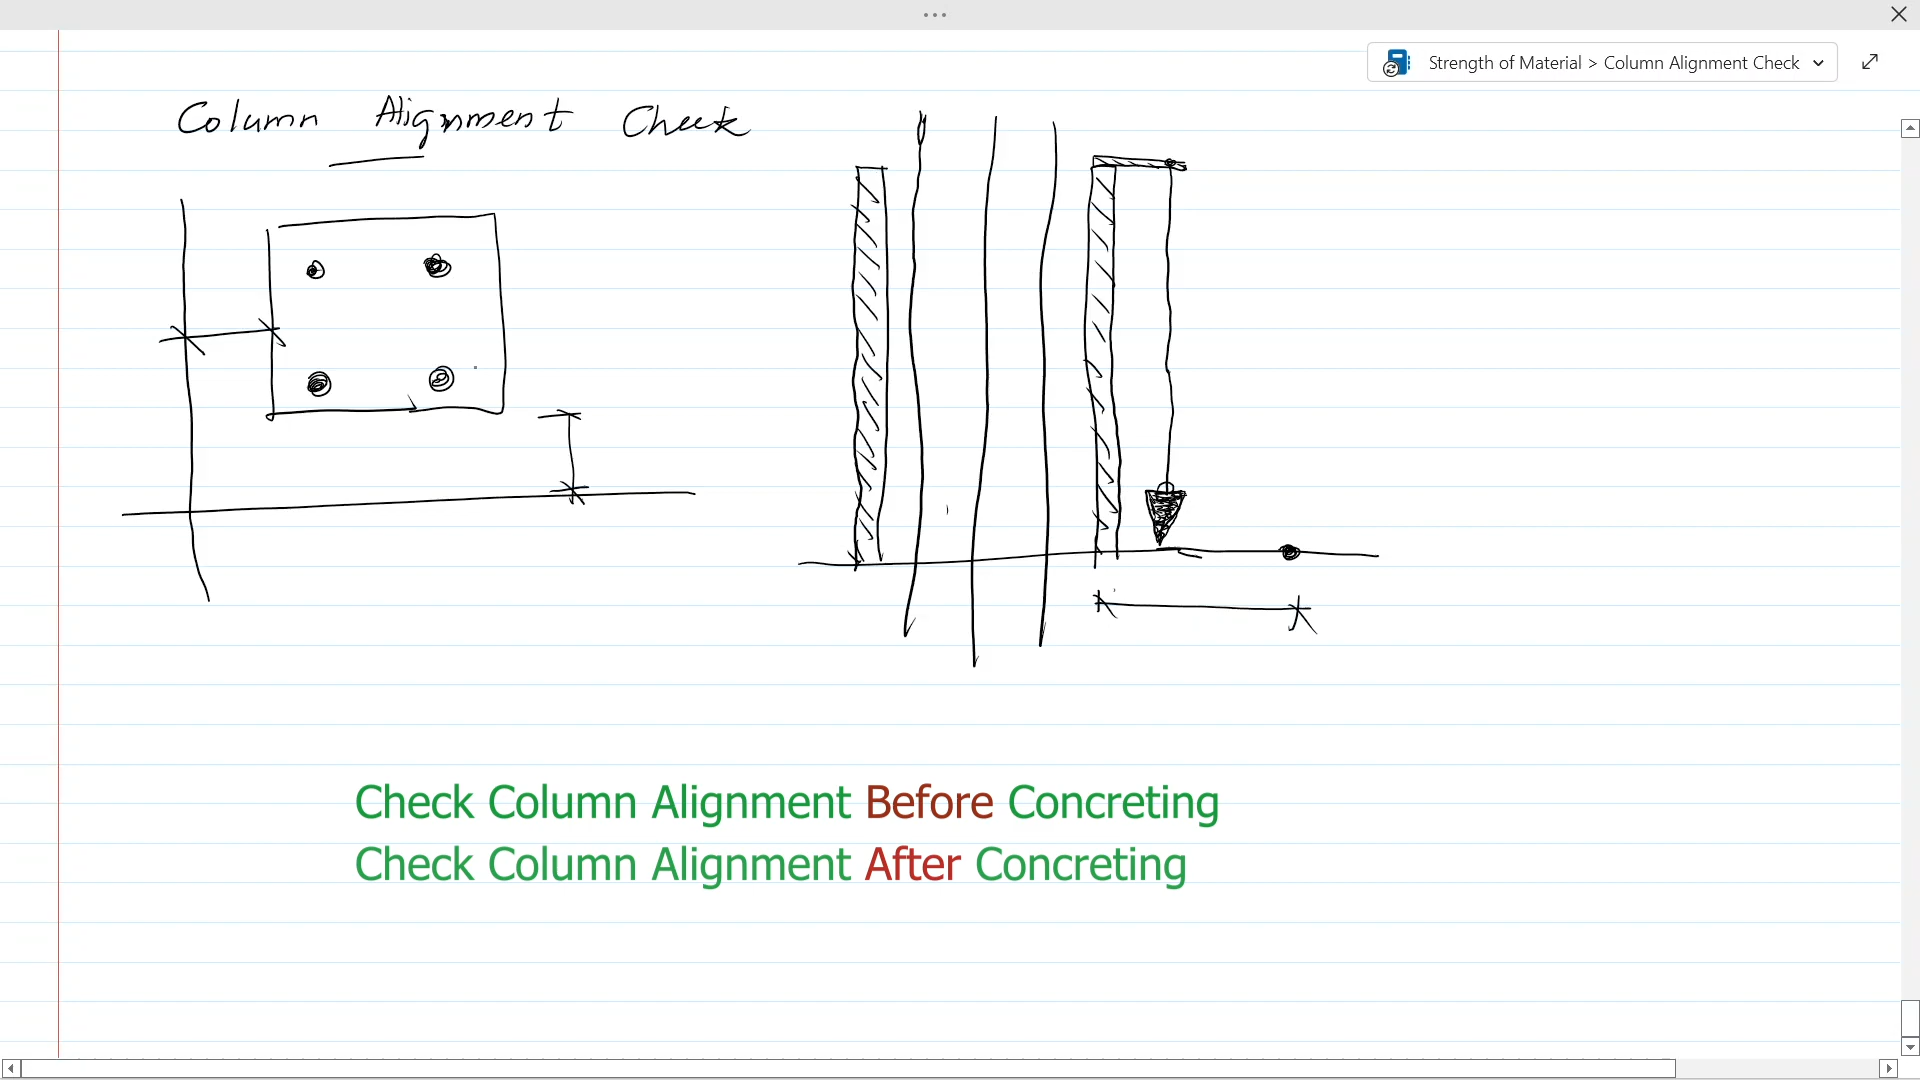 Strength of Material > Column Alignment Check
Column Alignment Check
Check Column Alignment Before Concreting
Check Column Alignment After Concreting